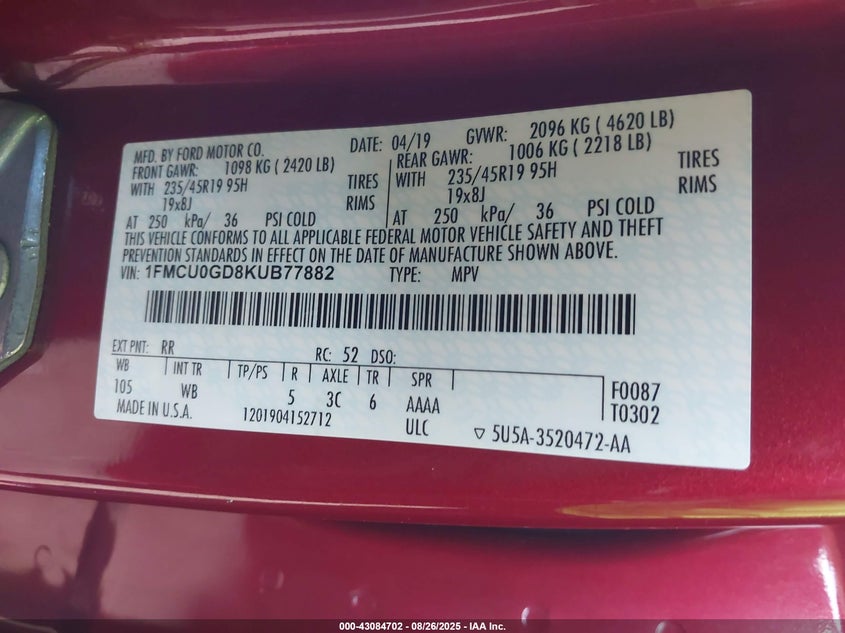 MFD. BY FORD MOTOR CO. DATE: 04/19 GVWR: 2096 KG ( 4620 LB)
FRONT GAWR: 1098 KG ( 2420 LB) REAR GAWR: 1006 KG ( 2218 LB)
WITH 235/45R19 95H TIRES WITH 235/45R19 95H TIRES
19x8J RIMS 19x8J RIMS
AT 250 kPa/ 36 PSI COLD AT 250 kPa/ 36 PSI COLD
THIS VEHICLE CONFORMS TO ALL APPLICABLE FEDERAL MOTOR VEHICLE SAFETY AND THEFT
PREVENTION STANDARDS IN EFFECT ON THE DATE OF MANUFACTURE SHOWN ABOVE.
VIN: 1FMCU0GD8KUB77882 TYPE: MPV
EXT PNT: RR RC: 52 DSO:
WB INT TR TP/PS R AXLE TR SPR
105 WB 5 3C 6 AAAA F0087
MADE IN U.S.A. 1201904152712 ULC T0302
▽ 5U5A-3520472-AA
000-43084702 - 08/26/2025 - IAA Inc.